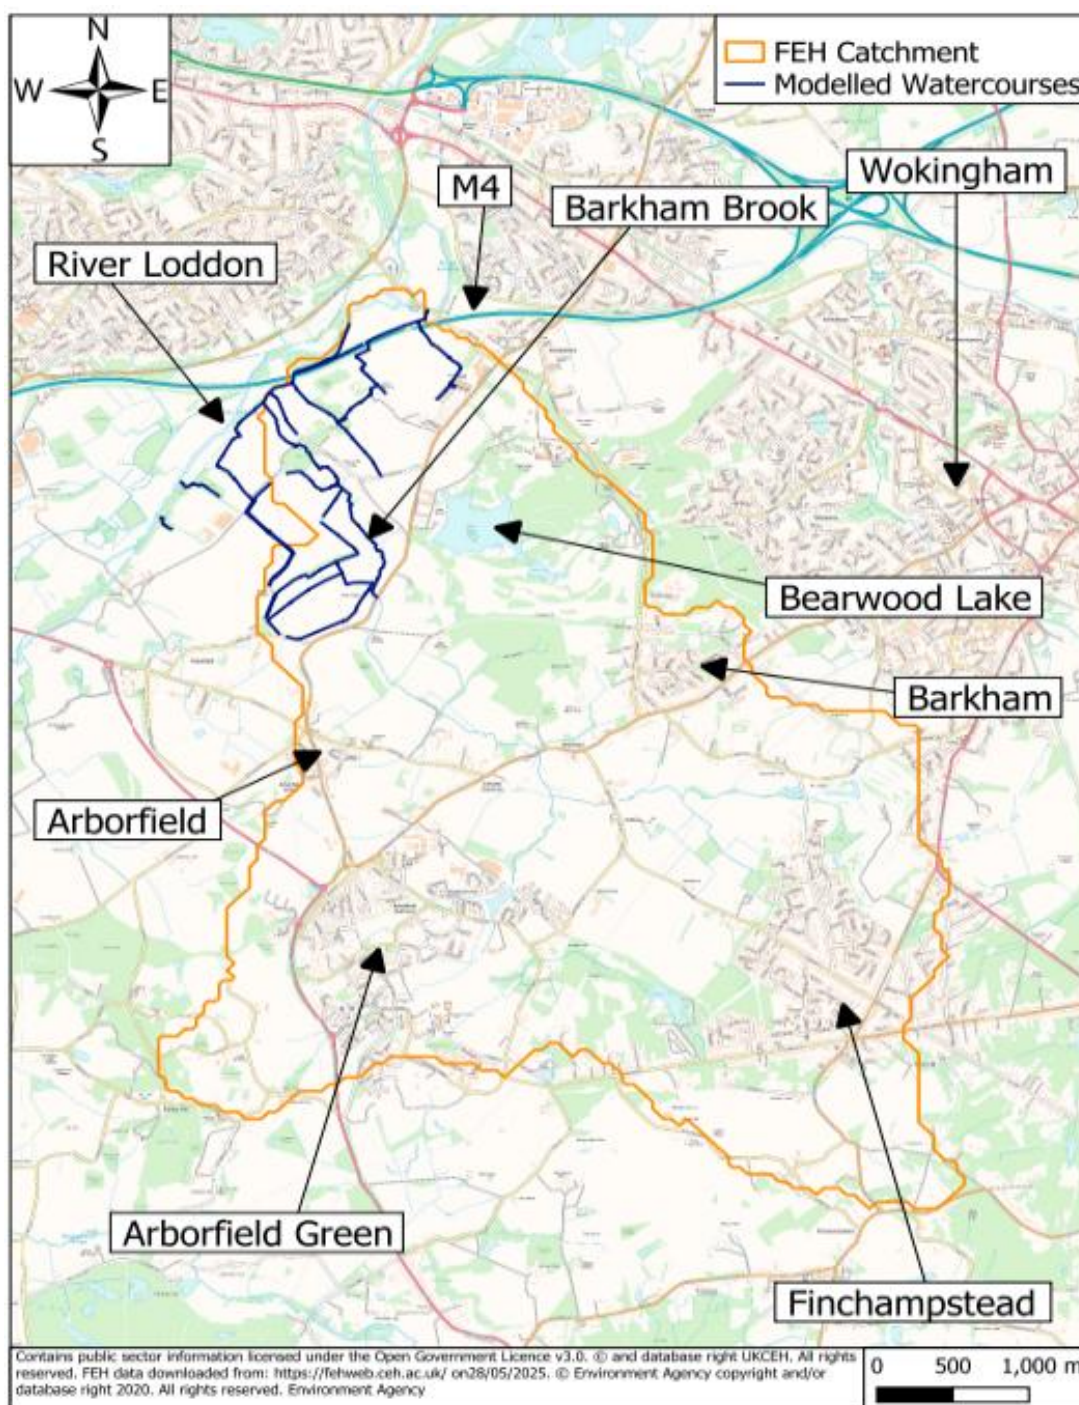 N
W E
S
FEH Catchment
Modelled Watercourses
Wokingham
M4
Barkham Brook
River Loddon
Bearwood Lake
Barkham
Arborfield
Arborfield Green
Finchampstead
Contains public sector information licensed under the Open Government Licence v3.0. © and database right UKCEH. All rights
reserved. FEH data downloaded from: https://fehweb.ceh.ac.uk/ on28/05/2025. © Environment Agency copyright and/or
database right 2020. All rights reserved. Environment Agency
0 500 1,000 m